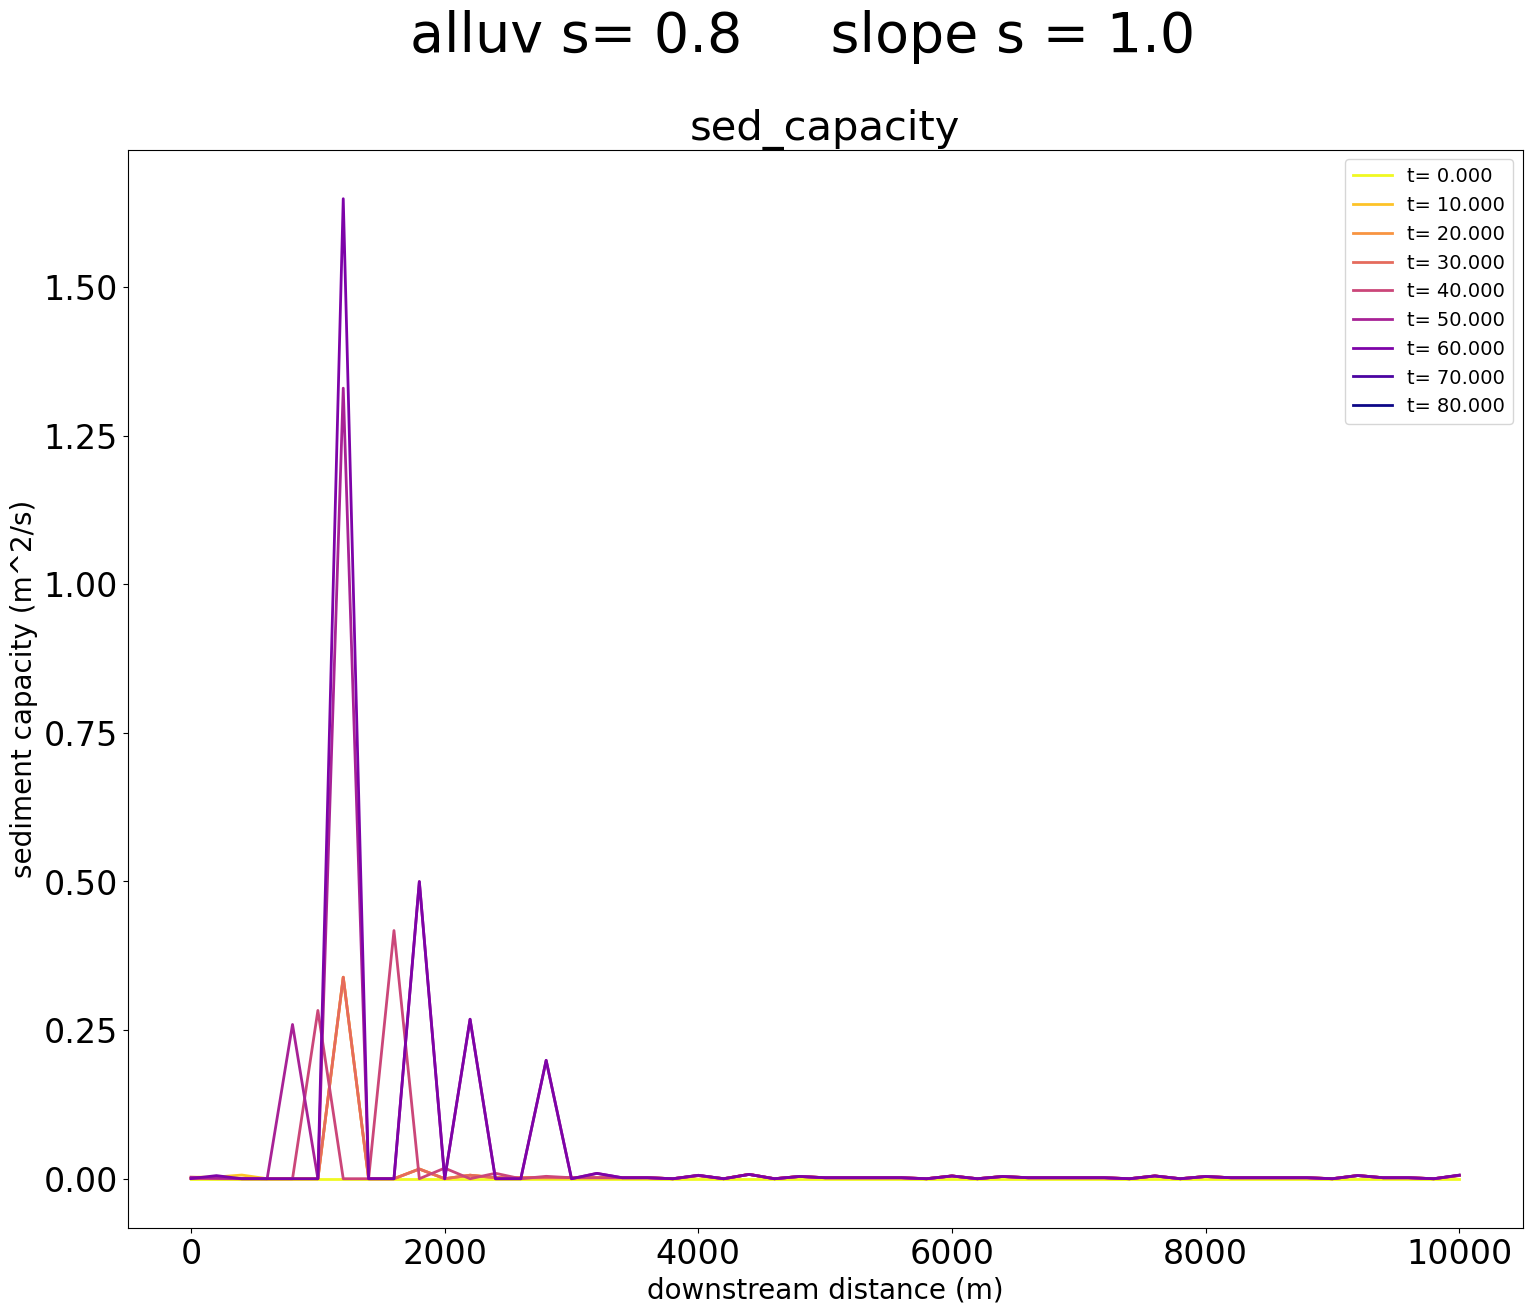 alluv s= 0.8     slope s = 1.0
sed_capacity
t= 0.000
t= 10.000
t= 20.000
t= 30.000
t= 40.000
t= 50.000
t= 60.000
t= 70.000
t= 80.000
sediment capacity (m^2/s)
1.50
1.25
1.00
0.75
0.50
0.25
0.00
0 2000 4000 6000 8000 10000
downstream distance (m)